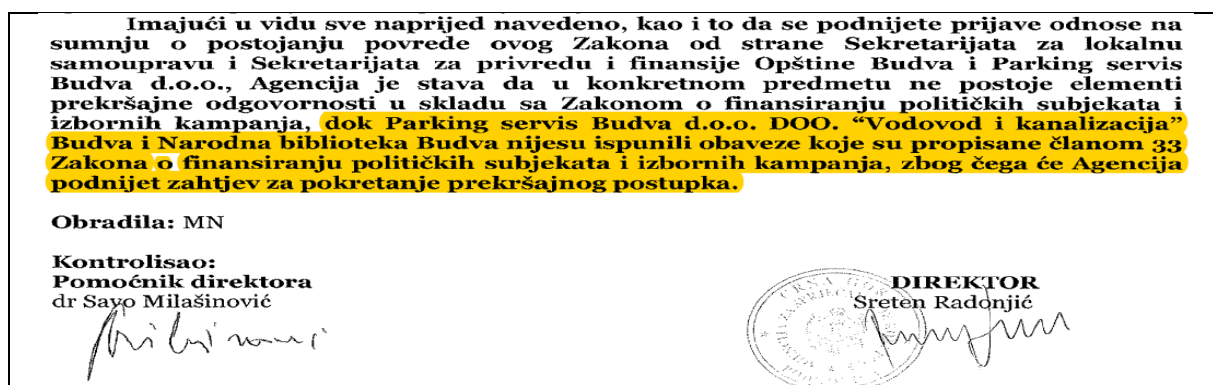 Imajući u vidu sve naprijed navedeno, kao i to da se podnijete prijave odnose na
sumnju o postojanju povrede ovog Zakona od strane Sekretarijata za lokalnu
samoupravu i Sekretarijata za privredu i finansije Opštine Budva i Parking servis
Budva d.o.o., Agencija je stava da u konkretnom predmetu ne postoje elementi
prekršajne odgovornosti u skladu sa Zakonom o finansiranju političkih subjekata i
izbornih kampanja, dok Parking servis Budva d.o.o. DOO. “Vodovod i kanalizacija”
Budva i Narodna biblioteka Budva nijesu ispunili obaveze koje su propisane članom 33
Zakona o finansiranju političkih subjekata i izbornih kampanja, zbog čega će Agencija
podnijet zahtjev za pokretanje prekršajnog postupka.
Obradila: MN
Kontrolisao:
Pomoćnik direktora
dr Savo Milašinović
DIREKTOR
Sreten Radonjić
CRNA GORA